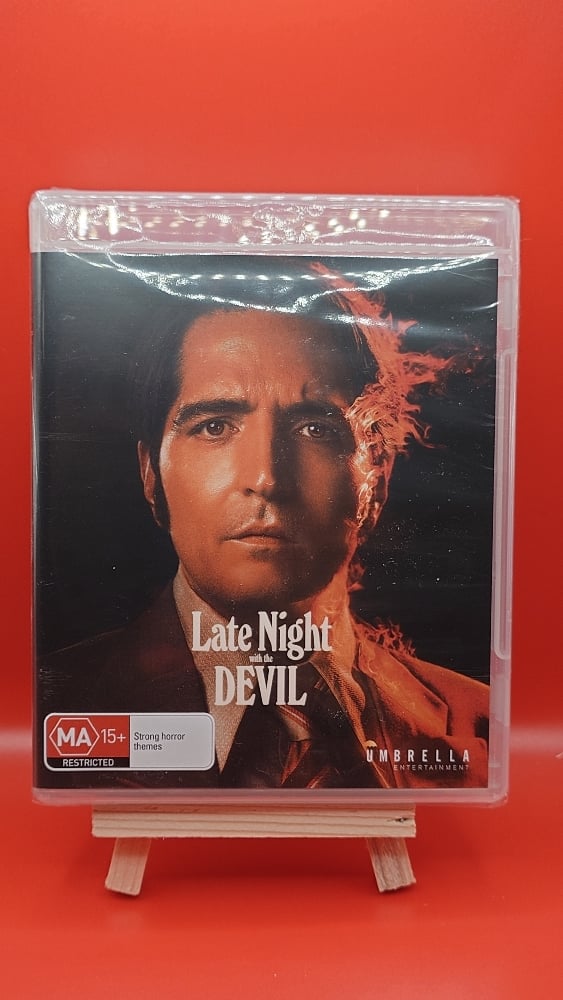 Late Night
with the
DEVIL
MA 15+
RESTRICTED
Strong horror
themes
UMBRELLA
ENTERTAINMENT